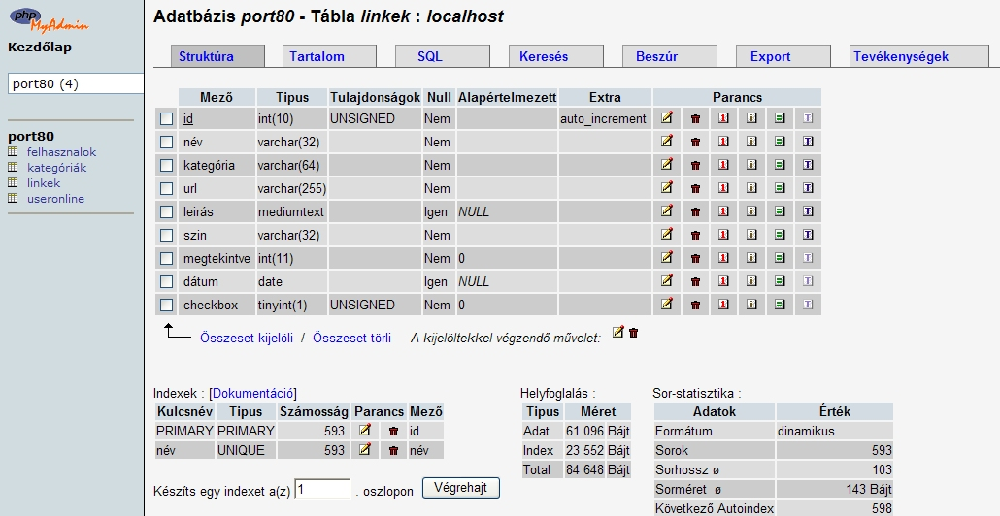 php
MyAdmin
Kezdőlap
port80 (4)
port80
felhasznalok
kategóriák
linkek
useronline
Adatbázis port80 - Tábla linkek : localhost
Struktúra Tartalom SQL Keresés Beszúr Export Tevékenységek
Mező Tipus Tulajdonságok Null Alapértelmezett Extra Parancs
id int(10) UNSIGNED Nem auto_increment
név varchar(32) Nem
kategória varchar(64) Nem
url varchar(255) Nem
leirás mediumtext Igen NULL
szin varchar(32) Nem
megtekintve int(11) Nem 0
dátum date Igen NULL
checkbox tinyint(1) UNSIGNED Nem 0
Összeset kijelöli / Összeset törli A kijelöltekkel végzendő művelet:
Indexek : [Dokumentáció]
Kulcsnév Tipus Számosság Parancs Mező
PRIMARY PRIMARY 593 id
név UNIQUE 593 név
Készíts egy indexet a(z) 1 . oszlopon Végrehajt
Helyfoglalás :
Tipus Méret
Adat 61 096 Bájt
Index 23 552 Bájt
Total 84 648 Bájt
Sor-statisztika :
Adatok Érték
Formátum dinamikus
Sorok 593
Sorhossz ø 103
Sorméret ø 143 Bájt
Következő Autoindex 598